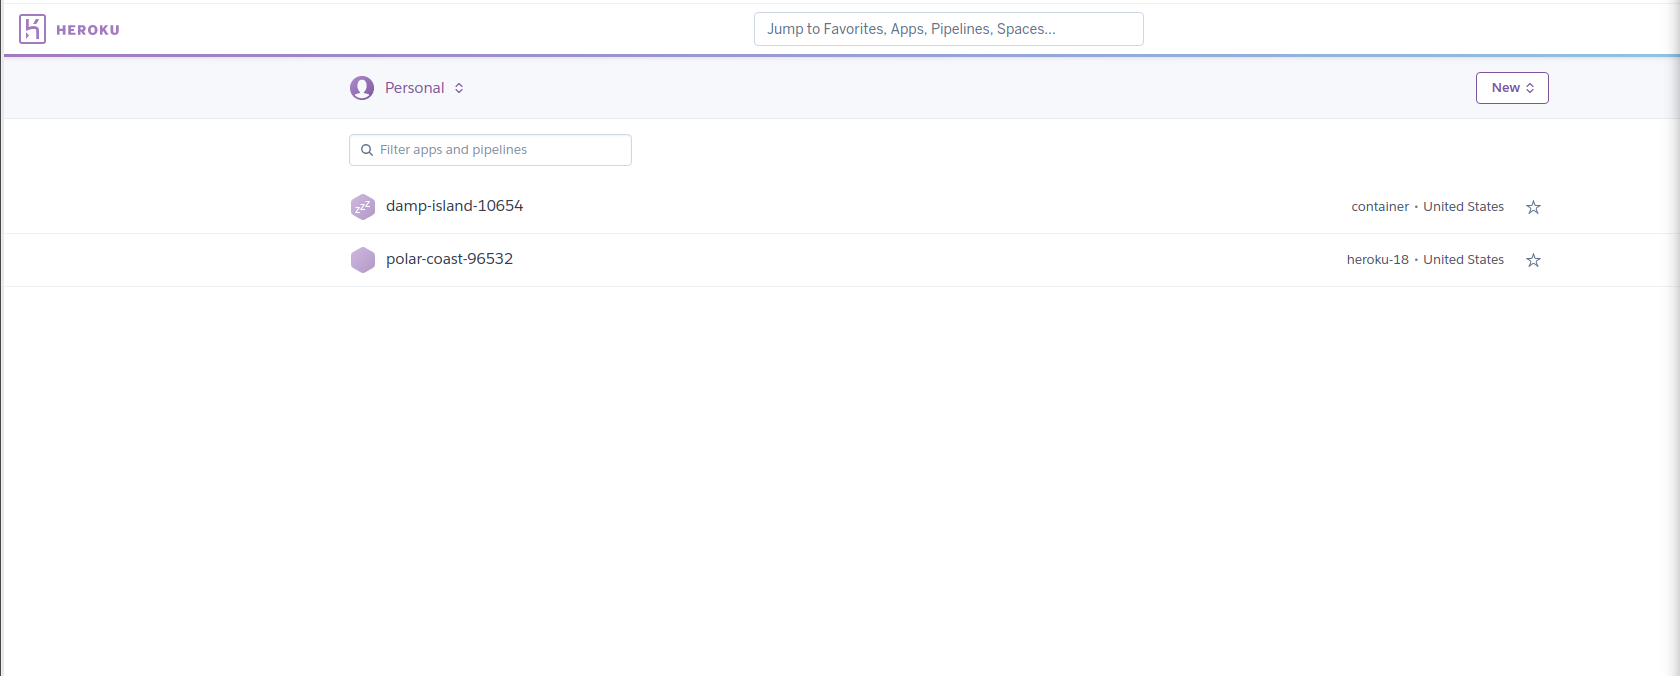 HEROKU
Jump to Favorites, Apps, Pipelines, Spaces...
Personal
New
Filter apps and pipelines
zzz damp-island-10654 container • United States
polar-coast-96532 heroku-18 • United States